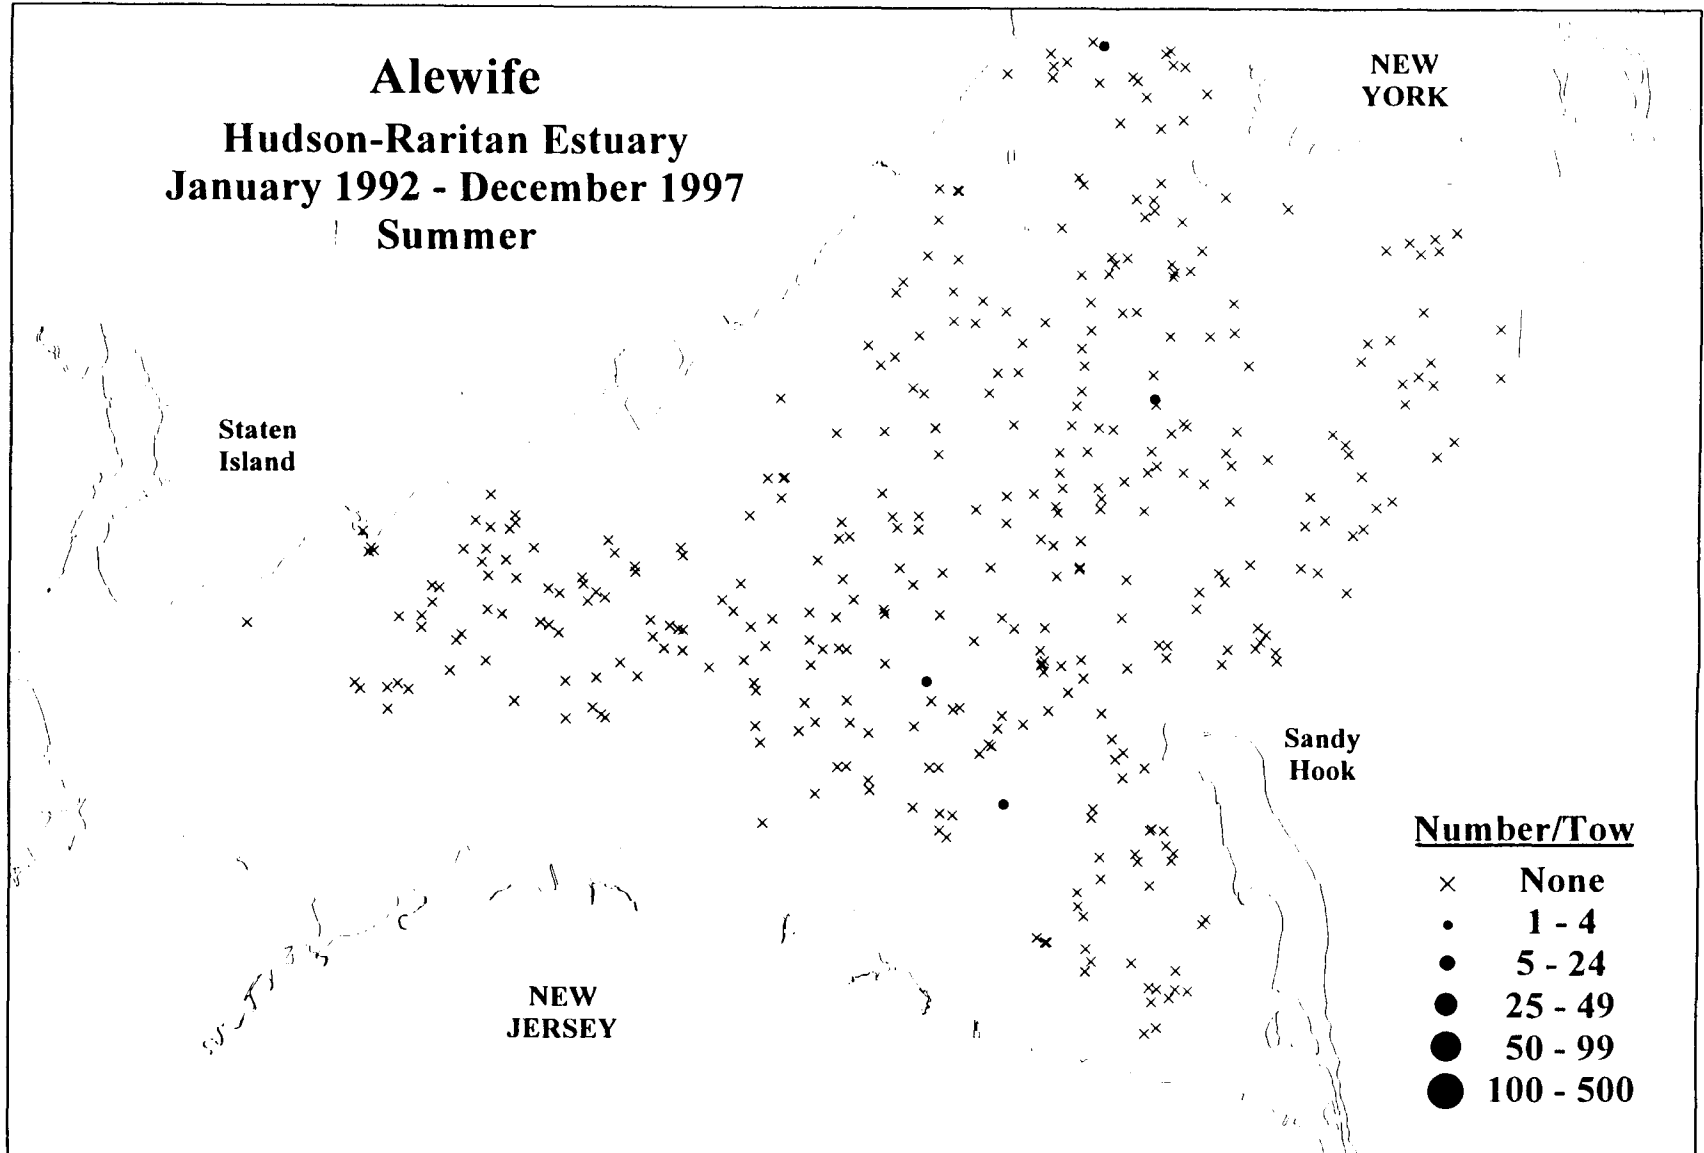 Alewife
Hudson-Raritan Estuary
January 1992 - December 1997
Summer
NEW
YORK
Staten
Island
Sandy
Hook
NEW
JERSEY
Number/Tow
× None
1 - 4
5 - 24
25 - 49
50 - 99
100 - 500